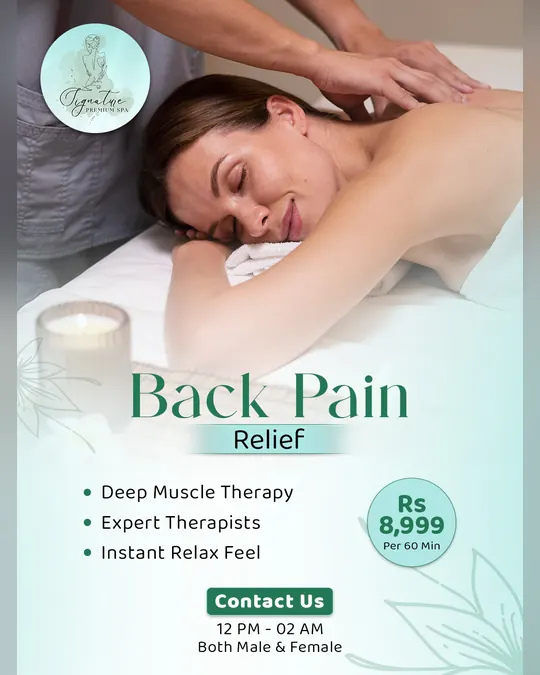 Signature
PREMIUM SPA
Back Pain
Relief
• Deep Muscle Therapy
• Expert Therapists
• Instant Relax Feel
Rs
8,999
Per 60 Min
Contact Us
12 PM - 02 AM
Both Male & Female